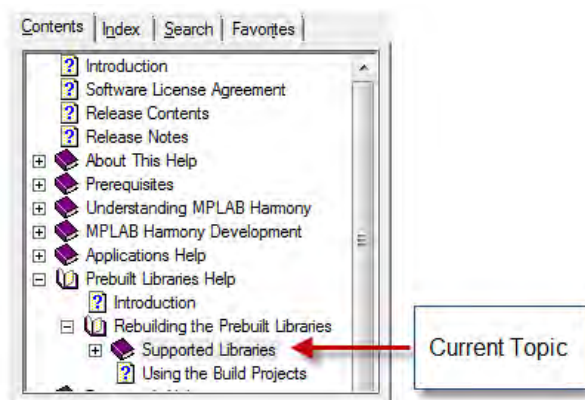 Contents Index Search Favorites
Introduction
Software License Agreement
Release Contents
Release Notes
About This Help
Prerequisites
Understanding MPLAB Harmony
MPLAB Harmony Development
Applications Help
Prebuilt Libraries Help
Introduction
Rebuilding the Prebuilt Libraries
Supported Libraries
Current Topic
Using the Build Projects